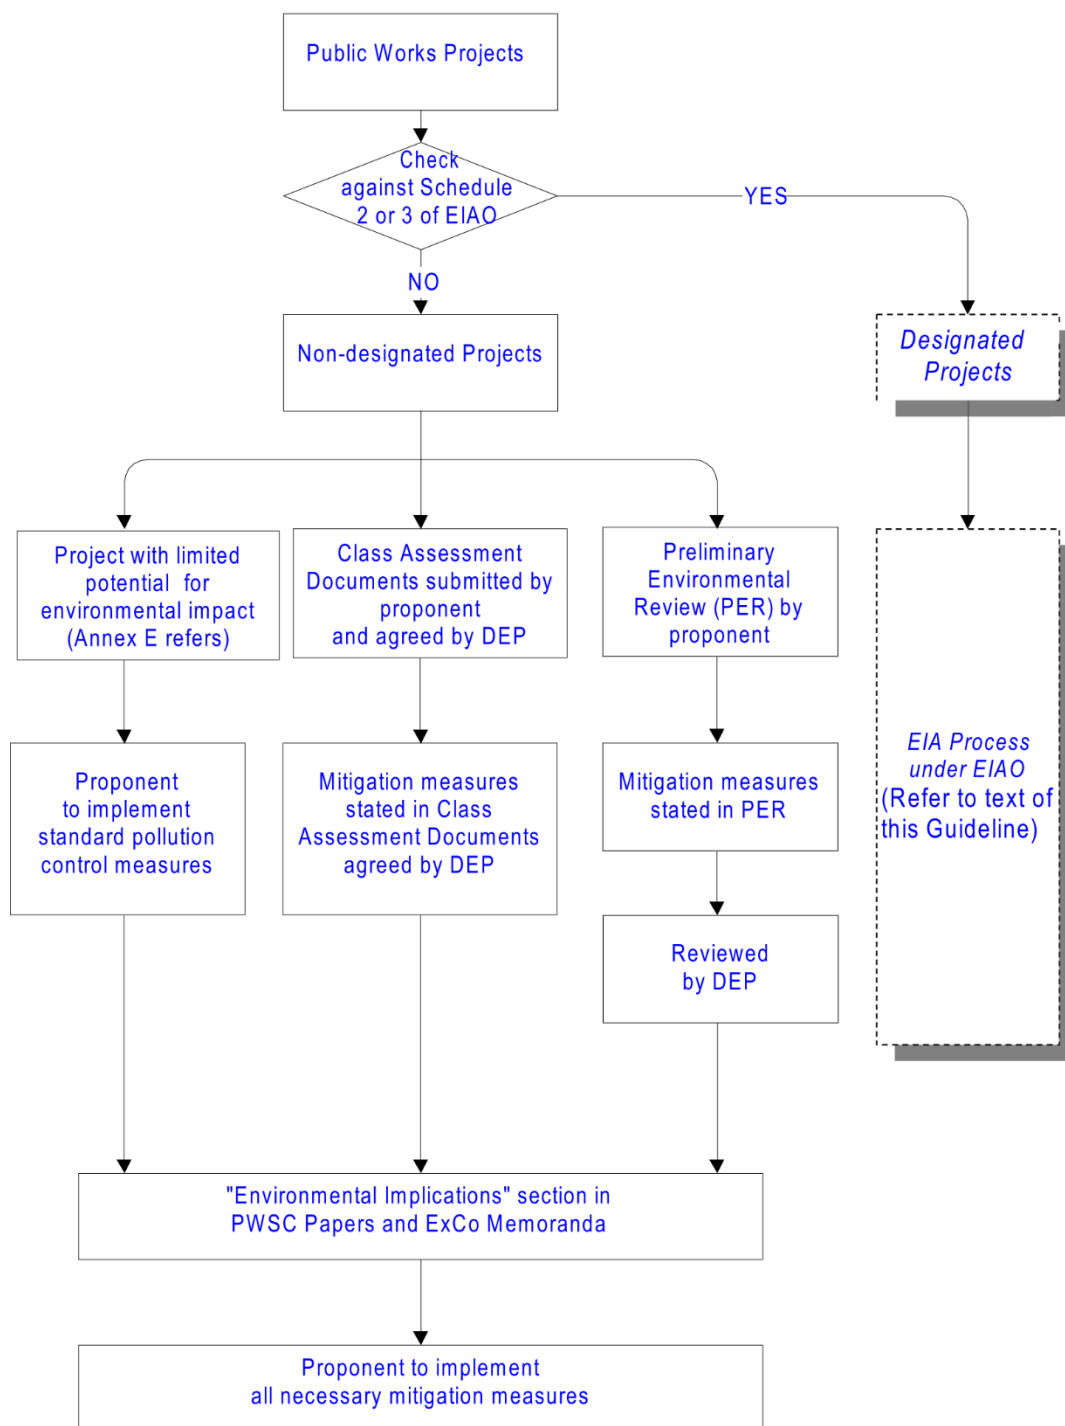 Public Works Projects
Check
against Schedule
2 or 3 of EIAO
YES
NO
Non-designated Projects
Designated
Projects
Project with limited
potential for
environmental impact
(Annex E refers)
Class Assessment
Documents submitted by
proponent
and agreed by DEP
Preliminary
Environmental
Review (PER) by
proponent
EIA Process
under EIAO
(Refer to text of
this Guideline)
Proponent
to implement
standard pollution
control measures
Mitigation measures
stated in Class
Assessment Documents
agreed by DEP
Mitigation measures
stated in PER
Reviewed
by DEP
"Environmental Implications" section in
PWSC Papers and ExCo Memoranda
Proponent to implement
all necessary mitigation measures